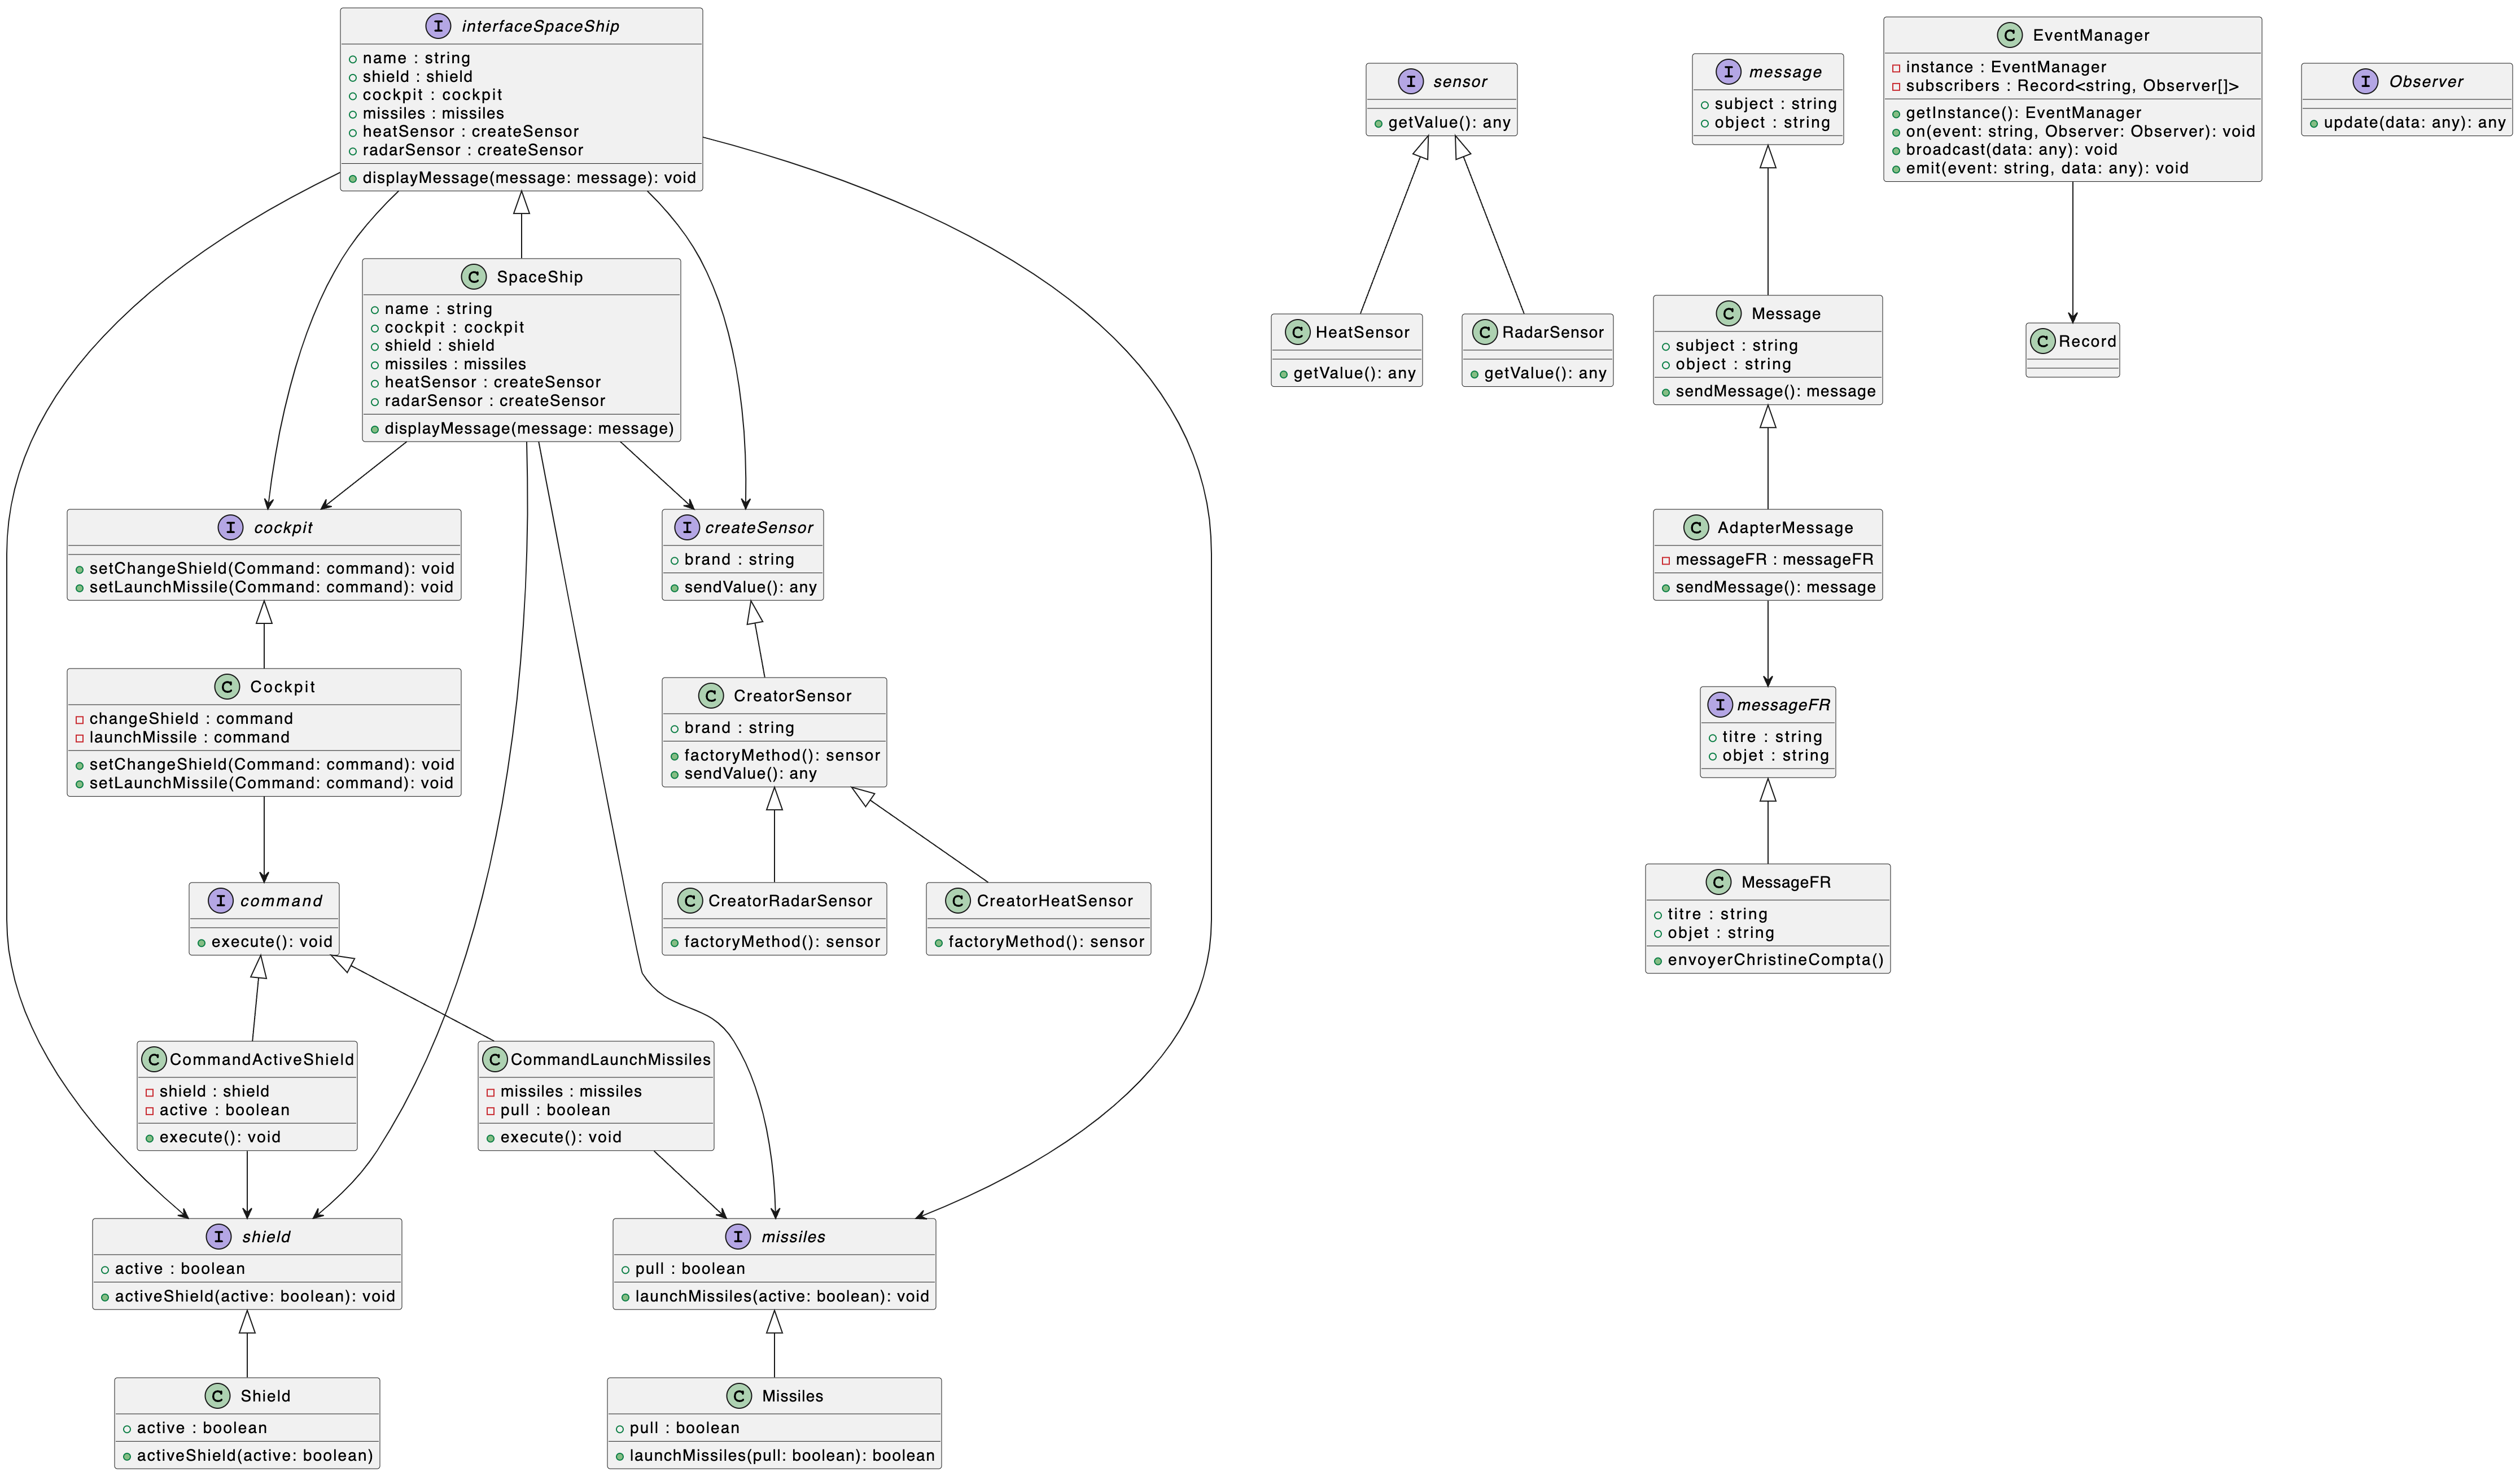 I interfaceSpaceShip
name : string
shield : shield
cockpit : cockpit
missiles : missiles
heatSensor : createSensor
radarSensor : createSensor
displayMessage(message: message): void
C SpaceShip
name : string
cockpit : cockpit
shield : shield
missiles : missiles
heatSensor : createSensor
radarSensor : createSensor
displayMessage(message: message)
I cockpit
setChangeShield(Command: command): void
setLaunchMissile(Command: command): void
C Cockpit
changeShield : command
launchMissile : command
setChangeShield(Command: command): void
setLaunchMissile(Command: command): void
I command
execute(): void
C CommandActiveShield
shield : shield
active : boolean
execute(): void
C CommandLaunchMissiles
missiles : missiles
pull : boolean
execute(): void
I shield
active : boolean
activeShield(active: boolean): void
C Shield
active : boolean
activeShield(active: boolean)
I missiles
pull : boolean
launchMissiles(active: boolean): void
C Missiles
pull : boolean
launchMissiles(pull: boolean): boolean
I createSensor
brand : string
sendValue(): any
C CreatorSensor
brand : string
factoryMethod(): sensor
sendValue(): any
C CreatorRadarSensor
factoryMethod(): sensor
C CreatorHeatSensor
factoryMethod(): sensor
I sensor
getValue(): any
C HeatSensor
getValue(): any
C RadarSensor
getValue(): any
I message
subject : string
object : string
C Message
subject : string
object : string
sendMessage(): message
C AdapterMessage
messageFR : messageFR
sendMessage(): message
I messageFR
titre : string
objet : string
C MessageFR
titre : string
objet : string
envoyerChristineCompta()
C EventManager
instance : EventManager
subscribers : Record<string, Observer[]>
getInstance(): EventManager
on(event: string, Observer: Observer): void
broadcast(data: any): void
emit(event: string, data: any): void
C Record
I Observer
update(data: any): any